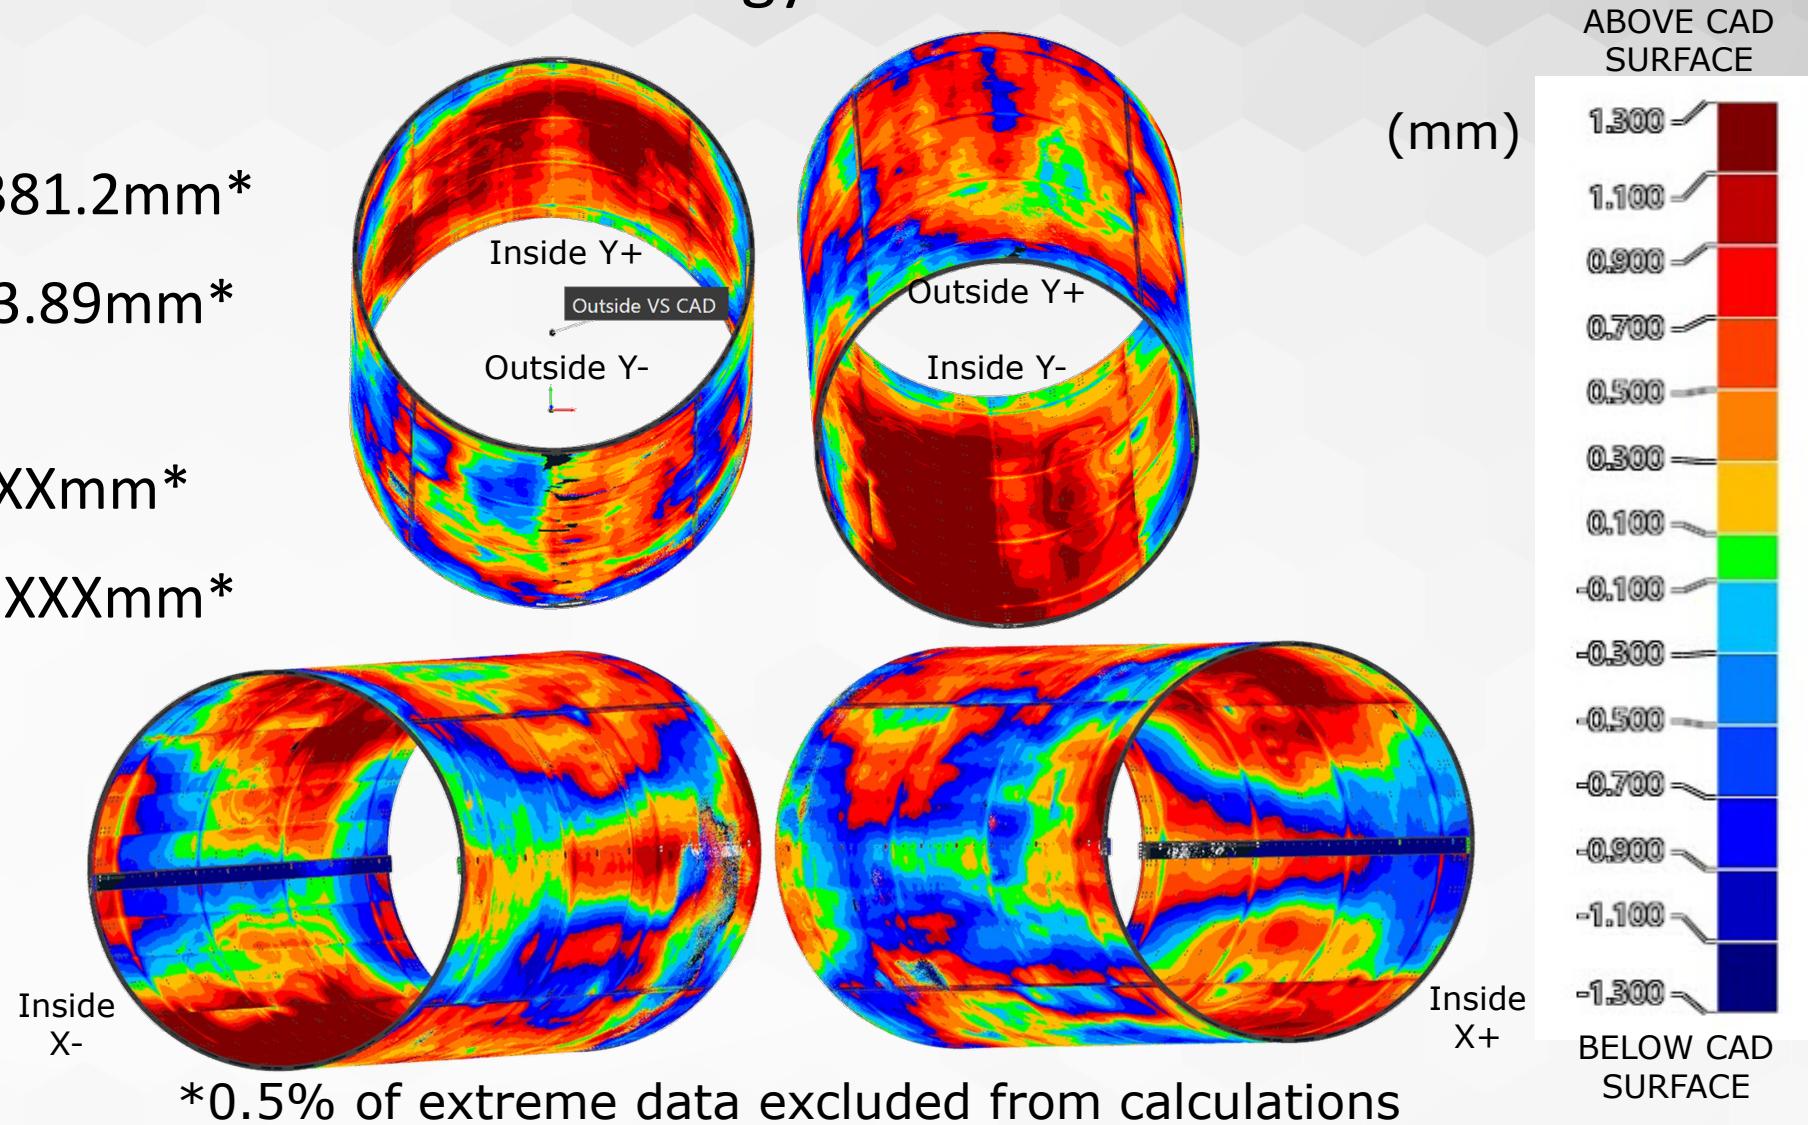 ABOVE CAD
SURFACE
(mm)
381.2mm*
3.89mm*
XXmm*
XXXmm*
Inside Y+
Outside VS CAD
Outside Y-
Outside Y+
Inside Y-
1.300
1.100
0.900
0.700
0.500
0.300
0.100
-0.100
-0.300
-0.500
-0.700
-0.900
-1.100
-1.300
Inside
X-
Inside
X+
BELOW CAD
SURFACE
*0.5% of extreme data excluded from calculations